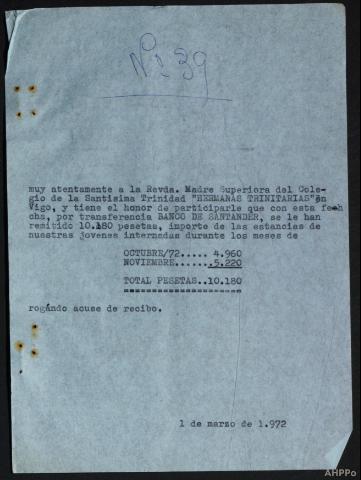 Nº 39
muy atentamente a la Revda. Madre Superiora del Cole-
gio de la Santisima Trinidad "HERMANAS TRINITARIAS" en
Vigo, y tiene el honor de participarle que con esta fech
cha, por transferencia BANCO DE SANTANDER, se le han
remitido 10.180 pesetas, importe de las estancias de
nuestras jovenes internadas durante los meses de
OCTUBRE/72..... 4.960
NOVIEMBRE...... 5.220
TOTAL PESETAS..10.180
=====================
rogándo acuse de recibo.
1 de marzo de 1.972
AHPPo